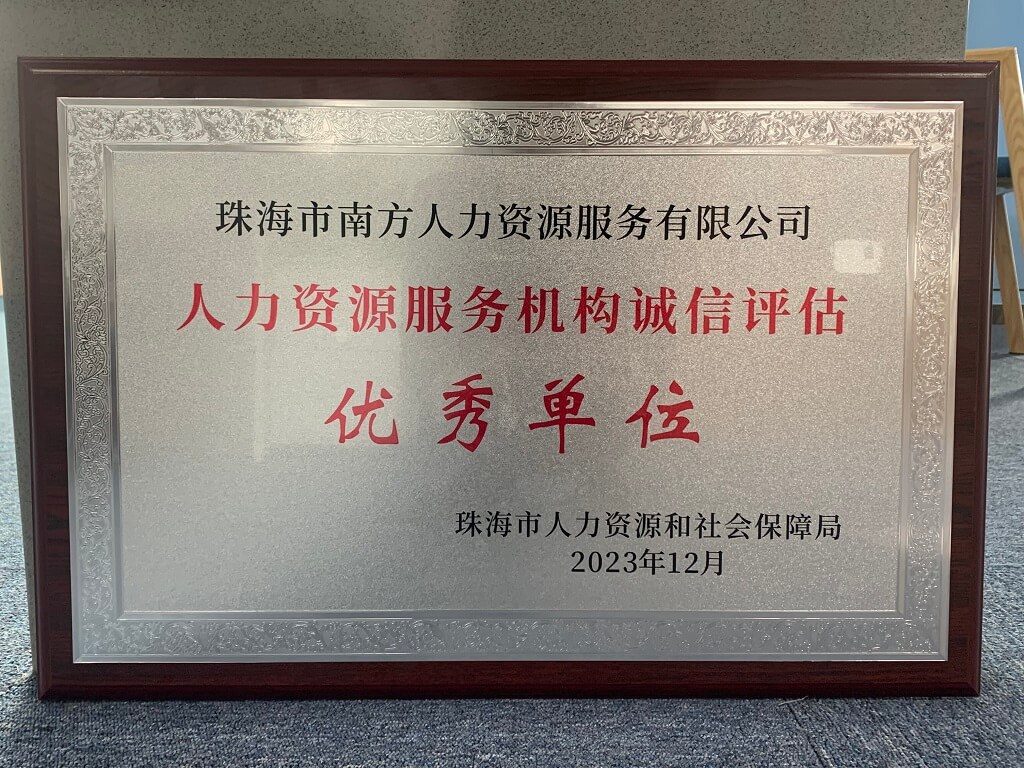 珠海市南方人力资源服务有限公司
人力资源服务机构诚信评估
优秀单位
珠海市人力资源和社会保障局
2023年12月